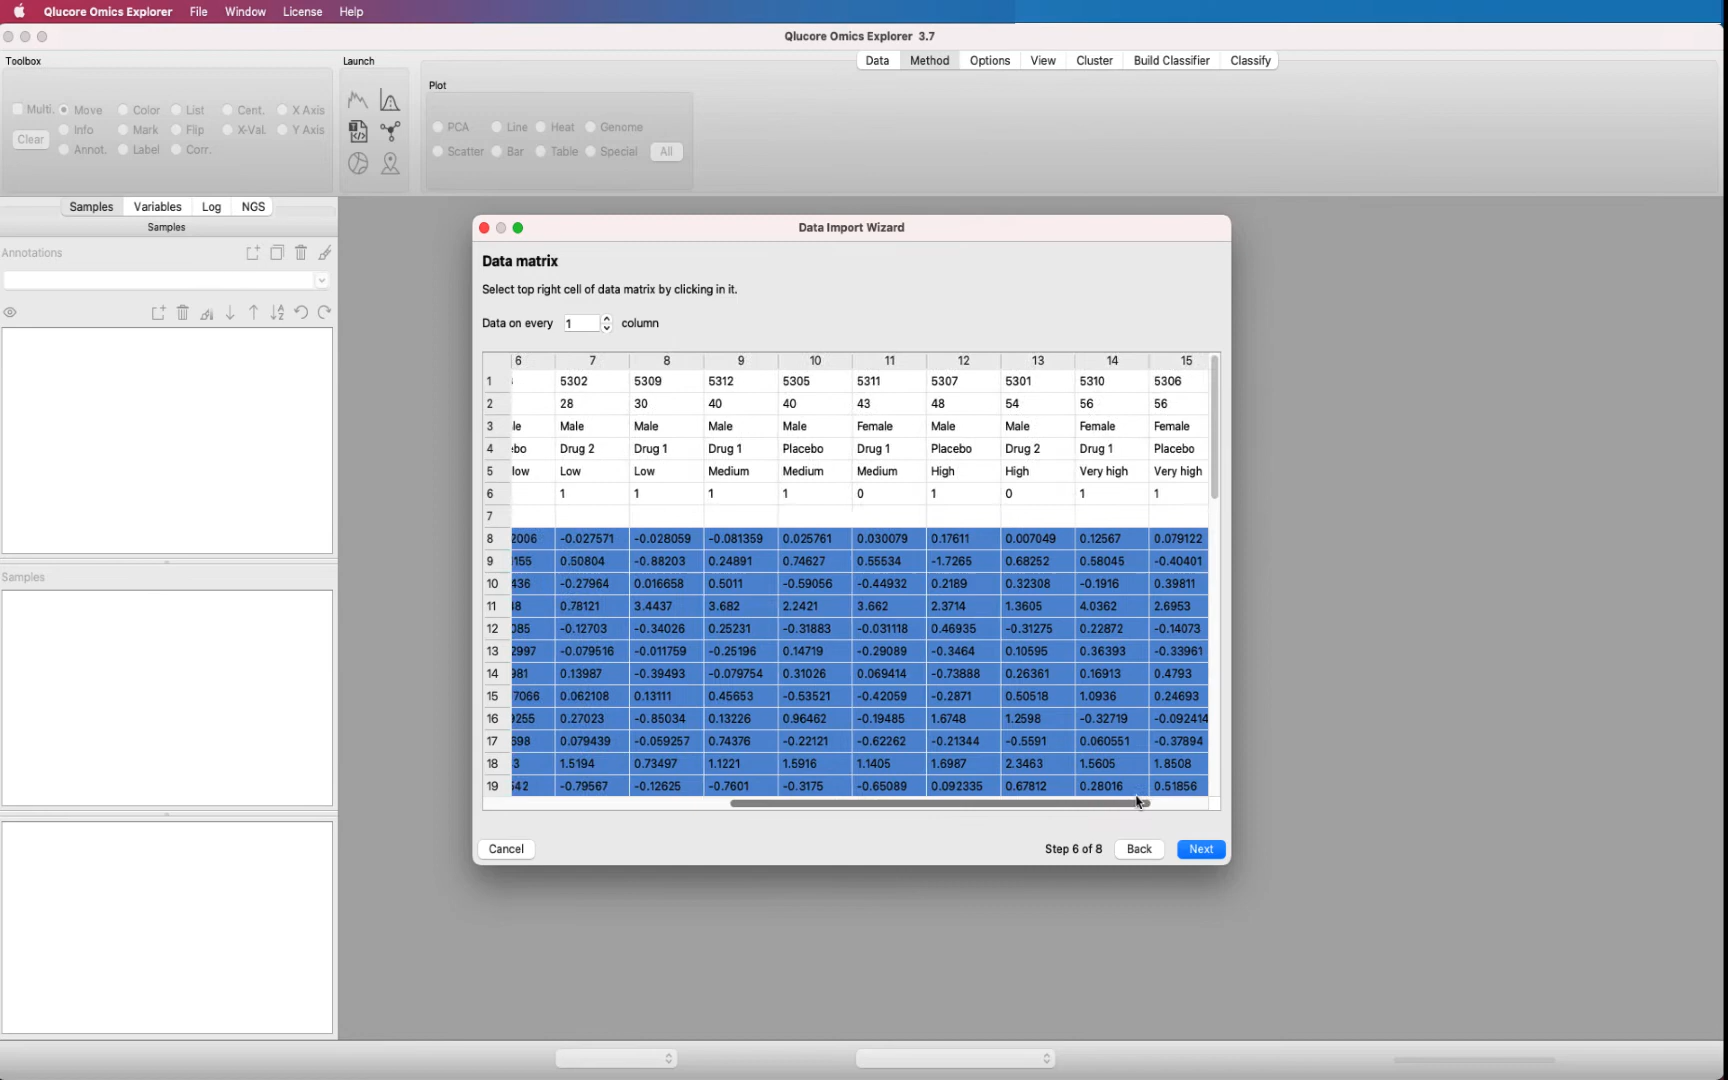 Qlucore Omics Explorer File Window License Help
Qlucore Omics Explorer 3.7
Toolbox Launch Data Method Options View Cluster Build Classifier Classify
Plot
Multi. Move Color List Cent. X Axis
Info Mark Flip X-Val. Y Axis
Clear Annot. Label Corr.
PCA Line Heat Genome
Scatter Bar Table Special All
Samples Variables Log NGS
Samples
Annotations
Samples
Data Import Wizard
Data matrix
Select top right cell of data matrix by clicking in it.
Data on every 1 column
6 7 8 9 10 11 12 13 14 15
1 5302 5309 5312 5305 5311 5307 5301 5310 5306
2 28 30 40 40 43 48 54 56 56
3 le Male Male Male Male Female Male Male Female Female
4 bo Drug 2 Drug 1 Drug 1 Placebo Drug 1 Placebo Drug 2 Drug 1 Placebo
5 low Low Low Medium Medium Medium High High Very high Very high
6 1 1 1 1 0 1 0 1 1
7
8 2006 -0.027571 -0.028059 -0.081359 0.025761 0.030079 0.17611 0.007049 0.12567 0.079122
9 155 0.50804 -0.88203 0.24891 0.74627 0.55534 -1.7265 0.68252 0.58045 -0.40401
10 436 -0.27964 0.016658 0.5011 -0.59056 -0.44932 0.2189 0.32308 -0.1916 0.39811
11 8 0.78121 3.4437 3.682 2.2421 3.662 2.3714 1.3605 4.0362 2.6953
12 085 -0.12703 -0.34026 0.25231 -0.31883 -0.031118 0.46935 -0.31275 0.22872 -0.14073
13 2997 -0.079516 -0.011759 -0.25196 0.14719 -0.29089 -0.3464 0.10595 0.36393 -0.33961
14 981 0.13987 -0.39493 -0.079754 0.31026 0.069414 -0.73888 0.26361 0.16913 0.4793
15 7066 0.062108 0.13111 0.45653 -0.53521 -0.42059 -0.2871 0.50518 1.0936 0.24693
16 9255 0.27023 -0.85034 0.13226 0.96462 -0.19485 1.6748 1.2598 -0.32719 -0.092414
17 698 0.079439 -0.059257 0.74376 -0.22121 -0.62262 -0.21344 -0.5591 0.060551 -0.37894
18 3 1.5194 0.73497 1.1221 1.5916 1.1405 1.6987 2.3463 1.5605 1.8508
19 542 -0.79567 -0.12625 -0.7601 -0.3175 -0.65089 0.092335 0.67812 0.28016 0.51856
Cancel Step 6 of 8 Back Next